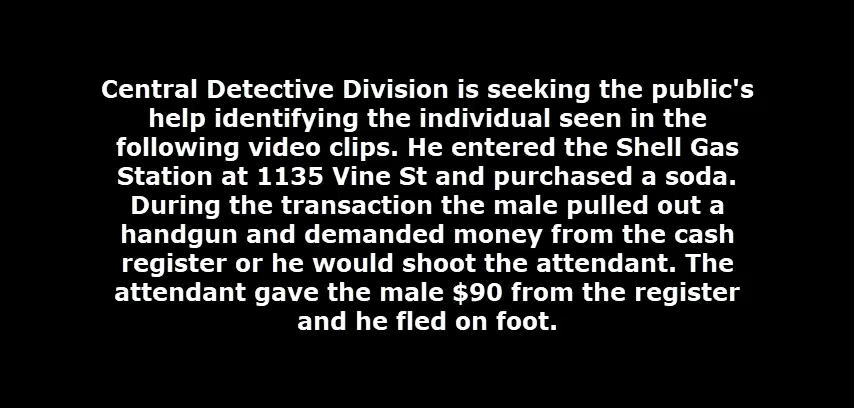 Central Detective Division is seeking the public's
help identifying the individual seen in the
following video clips. He entered the Shell Gas
Station at 1135 Vine St and purchased a soda.
During the transaction the male pulled out a
handgun and demanded money from the cash
register or he would shoot the attendant. The
attendant gave the male $90 from the register
and he fled on foot.